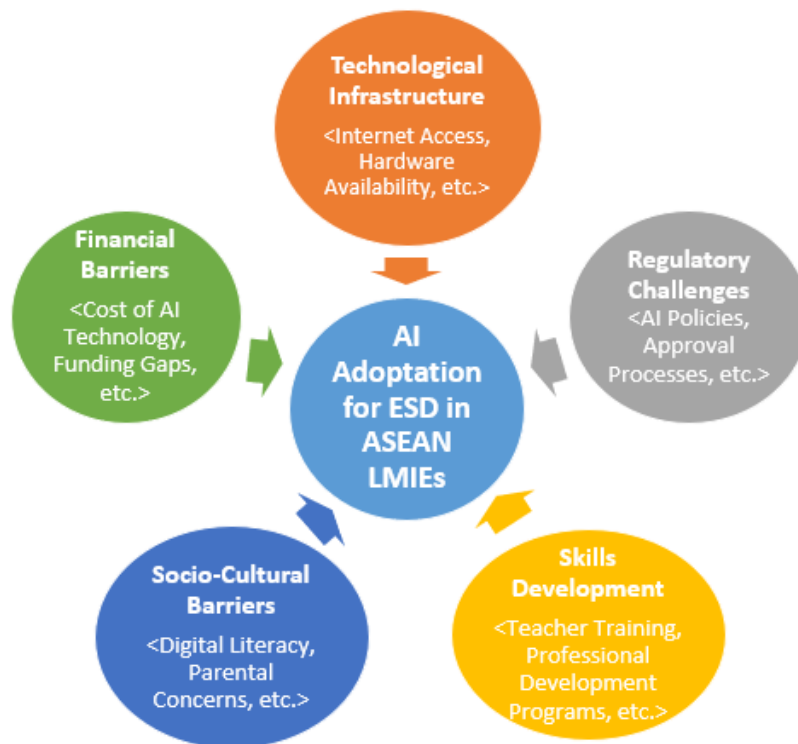 Technological
Infrastructure
<Internet Access,
Hardware
Availability, etc.>
Financial
Barriers
<Cost of AI
Technology,
Funding Gaps,
etc.>
Regulatory
Challenges
<AI Policies,
Approval
Processes, etc.>
AI
Adoptation
for ESD in
ASEAN
LMIEs
Socio-Cultural
Barriers
<Digital Literacy,
Parental
Concerns, etc.>
Skills
Development
<Teacher Training,
Professional
Development
Programs, etc.>